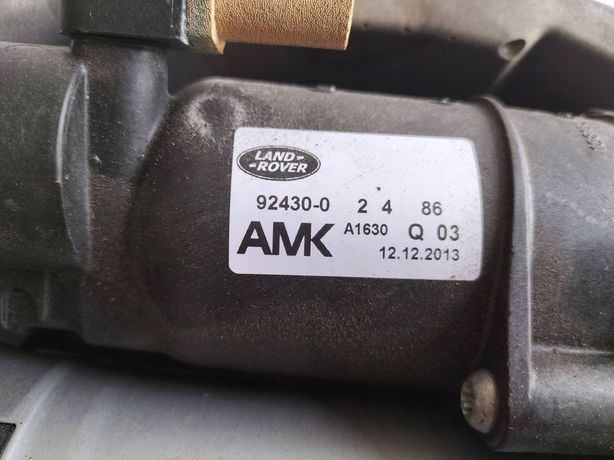 LAND-
-ROVER
92430-0 2 4 86
AMK A1630 Q 03
12.12.2013